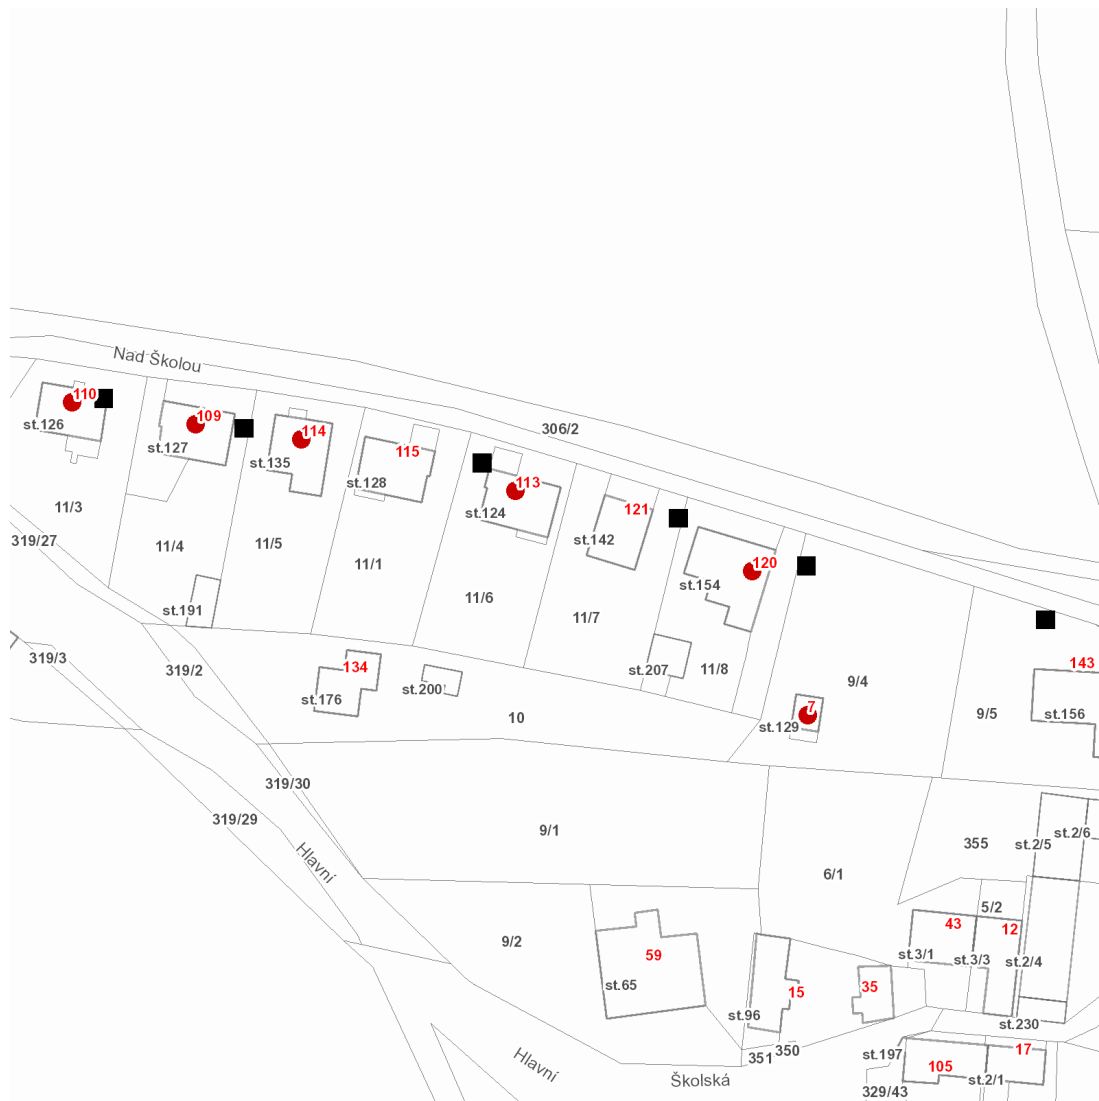 Nad Školou
306/2
110
st.126
109
st.127
114
st.135
115
st.128
113
st.124
121
st.142
120
st.154
11/3
319/27
11/4
11/5
11/1
11/6
11/7
st.191
319/3
319/2
134
st.176
st.200
st.207
11/8
9/4
7
st.129
9/5
143
st.156
10
319/30
319/29
9/1
Hlavní
6/1
355
st.2/5
st.2/6
5/2
9/2
59
st.65
43
12
st.3/1
st.3/3
st.2/4
15
35
st.96
st.230
351
350
st.197
105
17
st.2/1
329/43
Hlavní
Školská